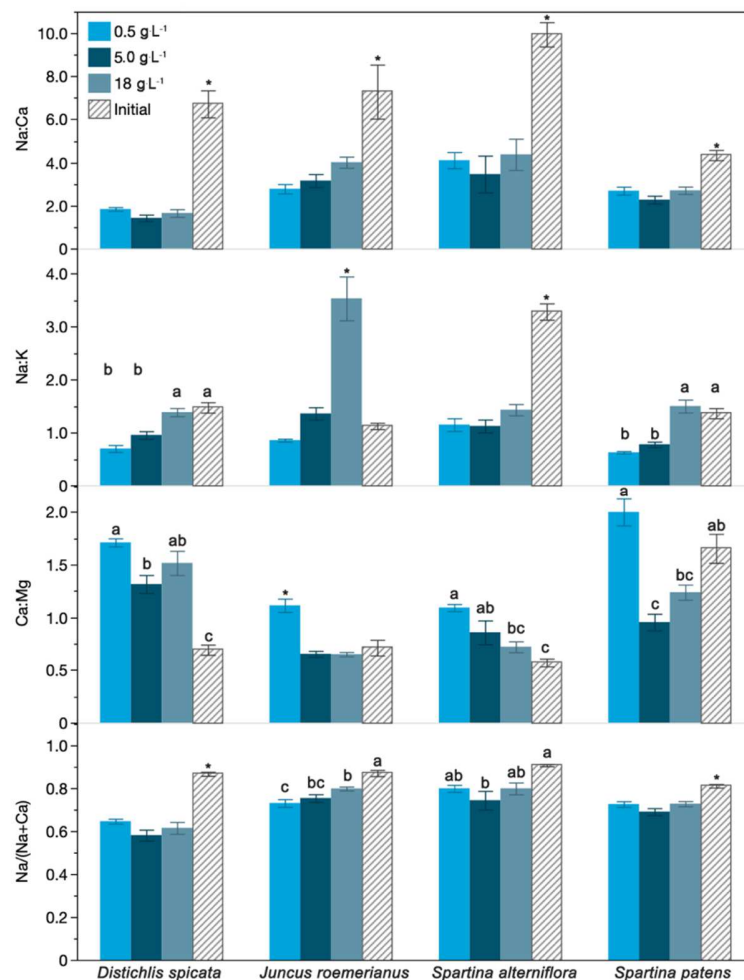 0.5 g·L⁻¹
5.0 g·L⁻¹
18 g·L⁻¹
Initial
Na:Ca
10.0
8.0
6.0
4.0
2.0
0
* * * *
Na:K
4.0
3.0
2.0
1.0
0
b b a a
*
*
b b a a
Ca:Mg
2.0
1.5
1.0
0.5
0
a b ab c
*
a ab bc c
a c bc ab
Na/(Na+Ca)
1.0
0.8
0.6
0.4
0.2
0
*
c bc b a
ab b ab a
*
Distichlis spicata Juncus roemerianus Spartina alterniflora Spartina patens